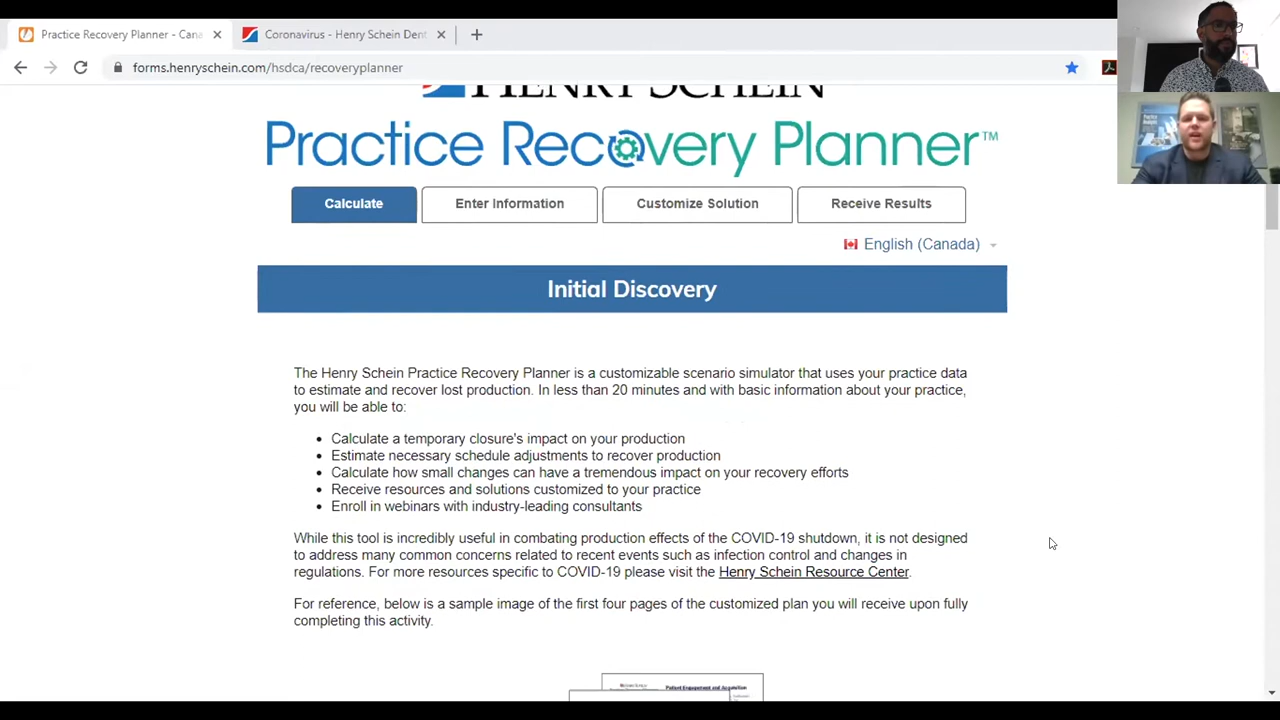 Practice Recovery Planner - Cana
Coronavirus - Henry Schein Dent
forms.henryschein.com/hsdca/recoveryplanner
HENRY SCHEIN
Practice Recovery Planner™
Calculate
Enter Information
Customize Solution
Receive Results
English (Canada)
Initial Discovery
The Henry Schein Practice Recovery Planner is a customizable scenario simulator that uses your practice data
to estimate and recover lost production. In less than 20 minutes and with basic information about your practice,
you will be able to:
• Calculate a temporary closure's impact on your production
• Estimate necessary schedule adjustments to recover production
• Calculate how small changes can have a tremendous impact on your recovery efforts
• Receive resources and solutions customized to your practice
• Enroll in webinars with industry-leading consultants
While this tool is incredibly useful in combating production effects of the COVID-19 shutdown, it is not designed
to address many common concerns related to recent events such as infection control and changes in
regulations. For more resources specific to COVID-19 please visit the Henry Schein Resource Center.
For reference, below is a sample image of the first four pages of the customized plan you will receive upon fully
completing this activity.
Patient Engagement and Acquisition